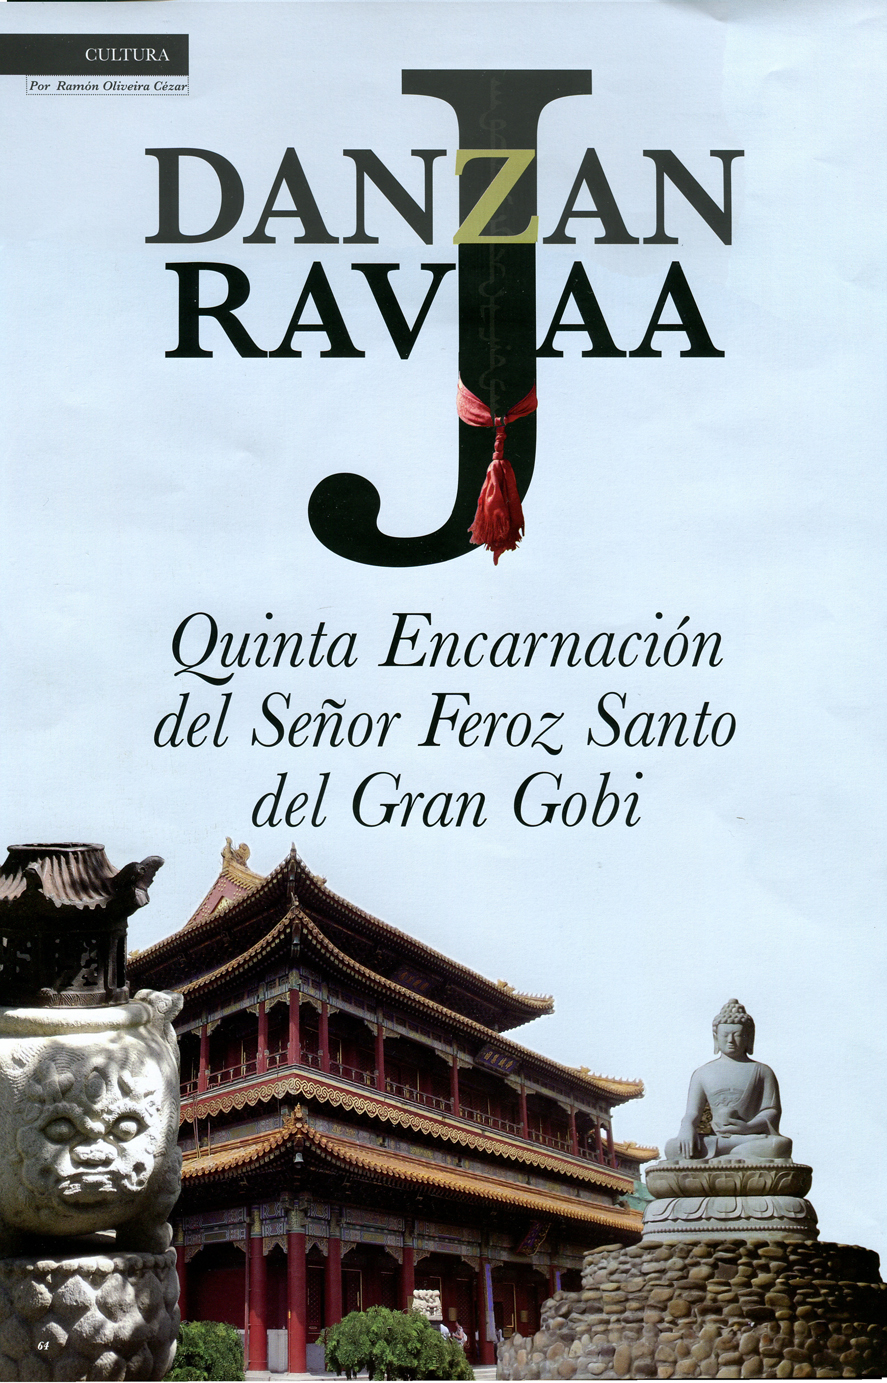 CULTURA
Por Ramón Oliveira Cézar
DANZAN
RAVJAA
Quinta Encarnación
del Señor Feroz Santo
del Gran Gobi
64